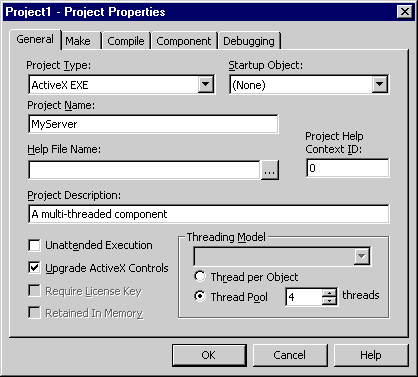 Project1 - Project Properties
General Make Compile Component Debugging
Project Type: Startup Object:
ActiveX EXE (None)
Project Name:
MyServer
Help File Name: Project Help
Context ID:
... 0
Project Description:
A multi-threaded component
Unattended Execution
Upgrade ActiveX Controls
Require License Key
Retained In Memory
Threading Model
Thread per Object
Thread Pool 4 threads
OK Cancel Help